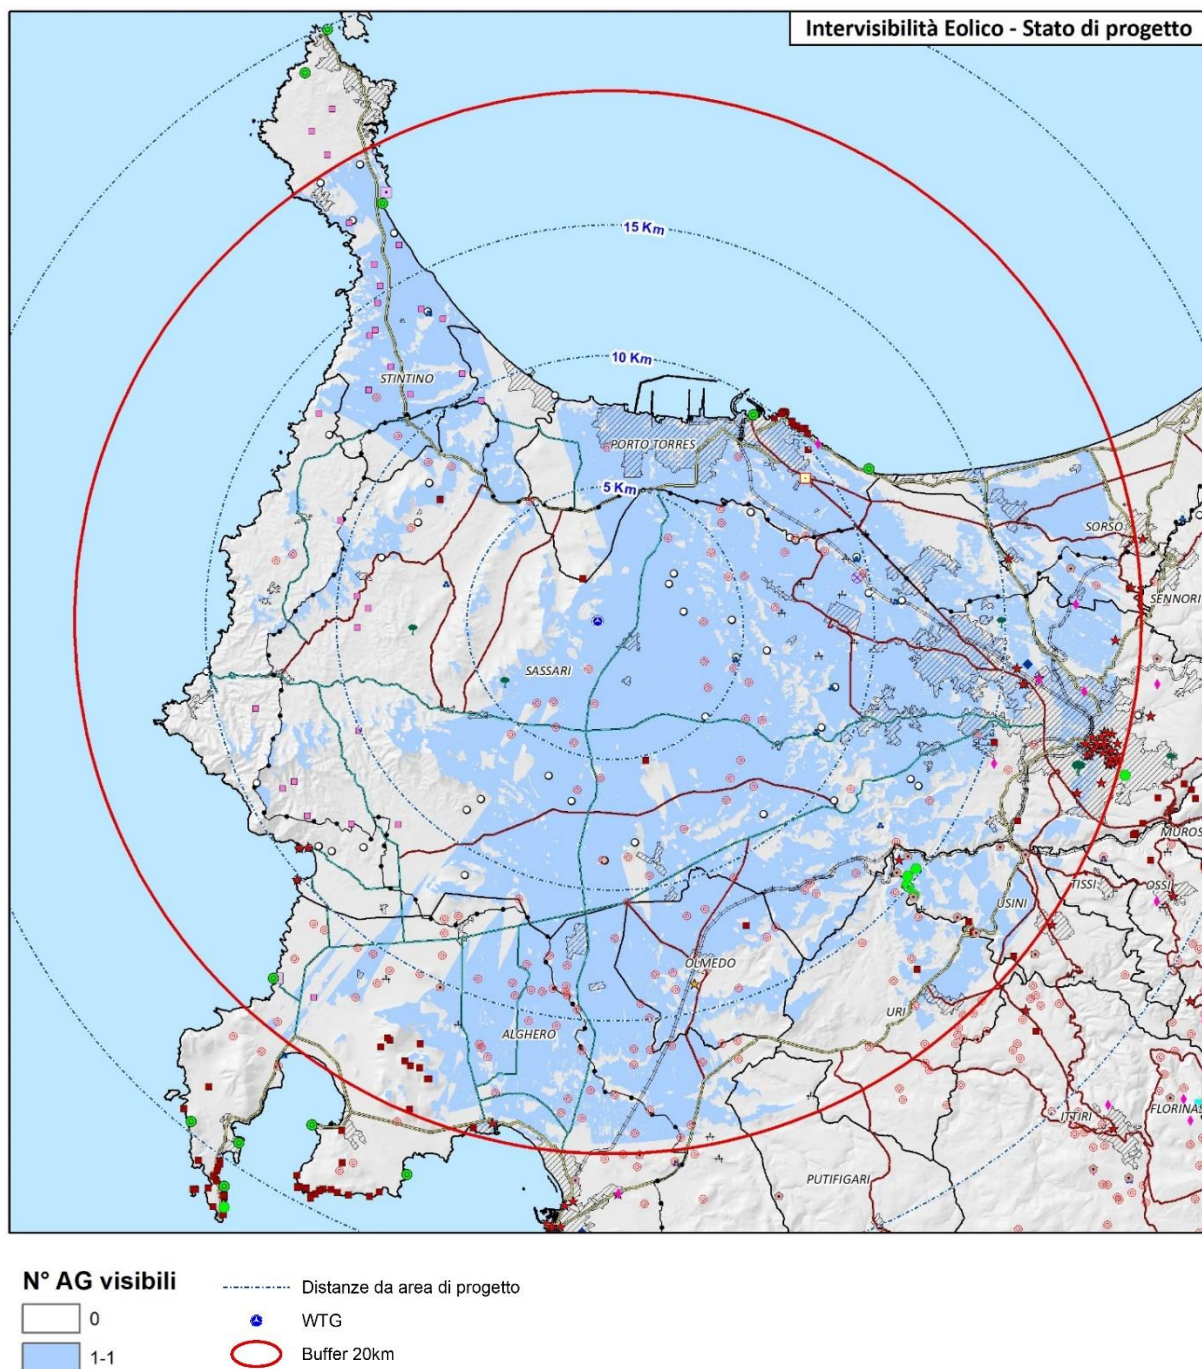 Intervisibilità Eolico - Stato di progetto
15 Km
10 Km
STINTINO
PORTO TORRES
5 Km
SORSO
SENNORI
SASSARI
MUROS
TISSI
OSSI
USINI
OLMEDO
URI
ALGHERO
ITTIRI
FLORINAS
PUTIFIGARI
N° AG visibili
0
1-1
Distanze da area di progetto
WTG
Buffer 20km